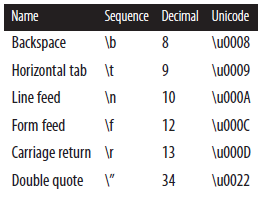 Name Sequence Decimal Unicode
Backspace \b 8 \u0008
Horizontal tab \t 9 \u0009
Line feed \n 10 \u000A
Form feed \f 12 \u000C
Carriage return \r 13 \u000D
Double quote \” 34 \u0022